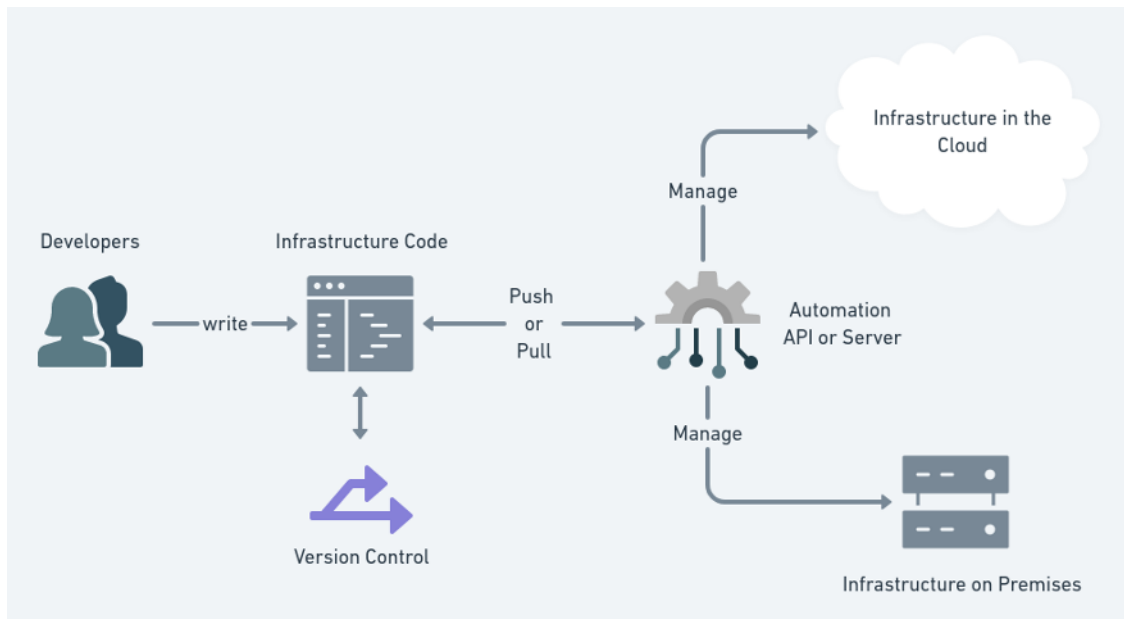 Developers
write
Infrastructure Code
Version Control
Push
or
Pull
Manage
Infrastructure in the
Cloud
Automation
API or Server
Manage
Infrastructure on Premises